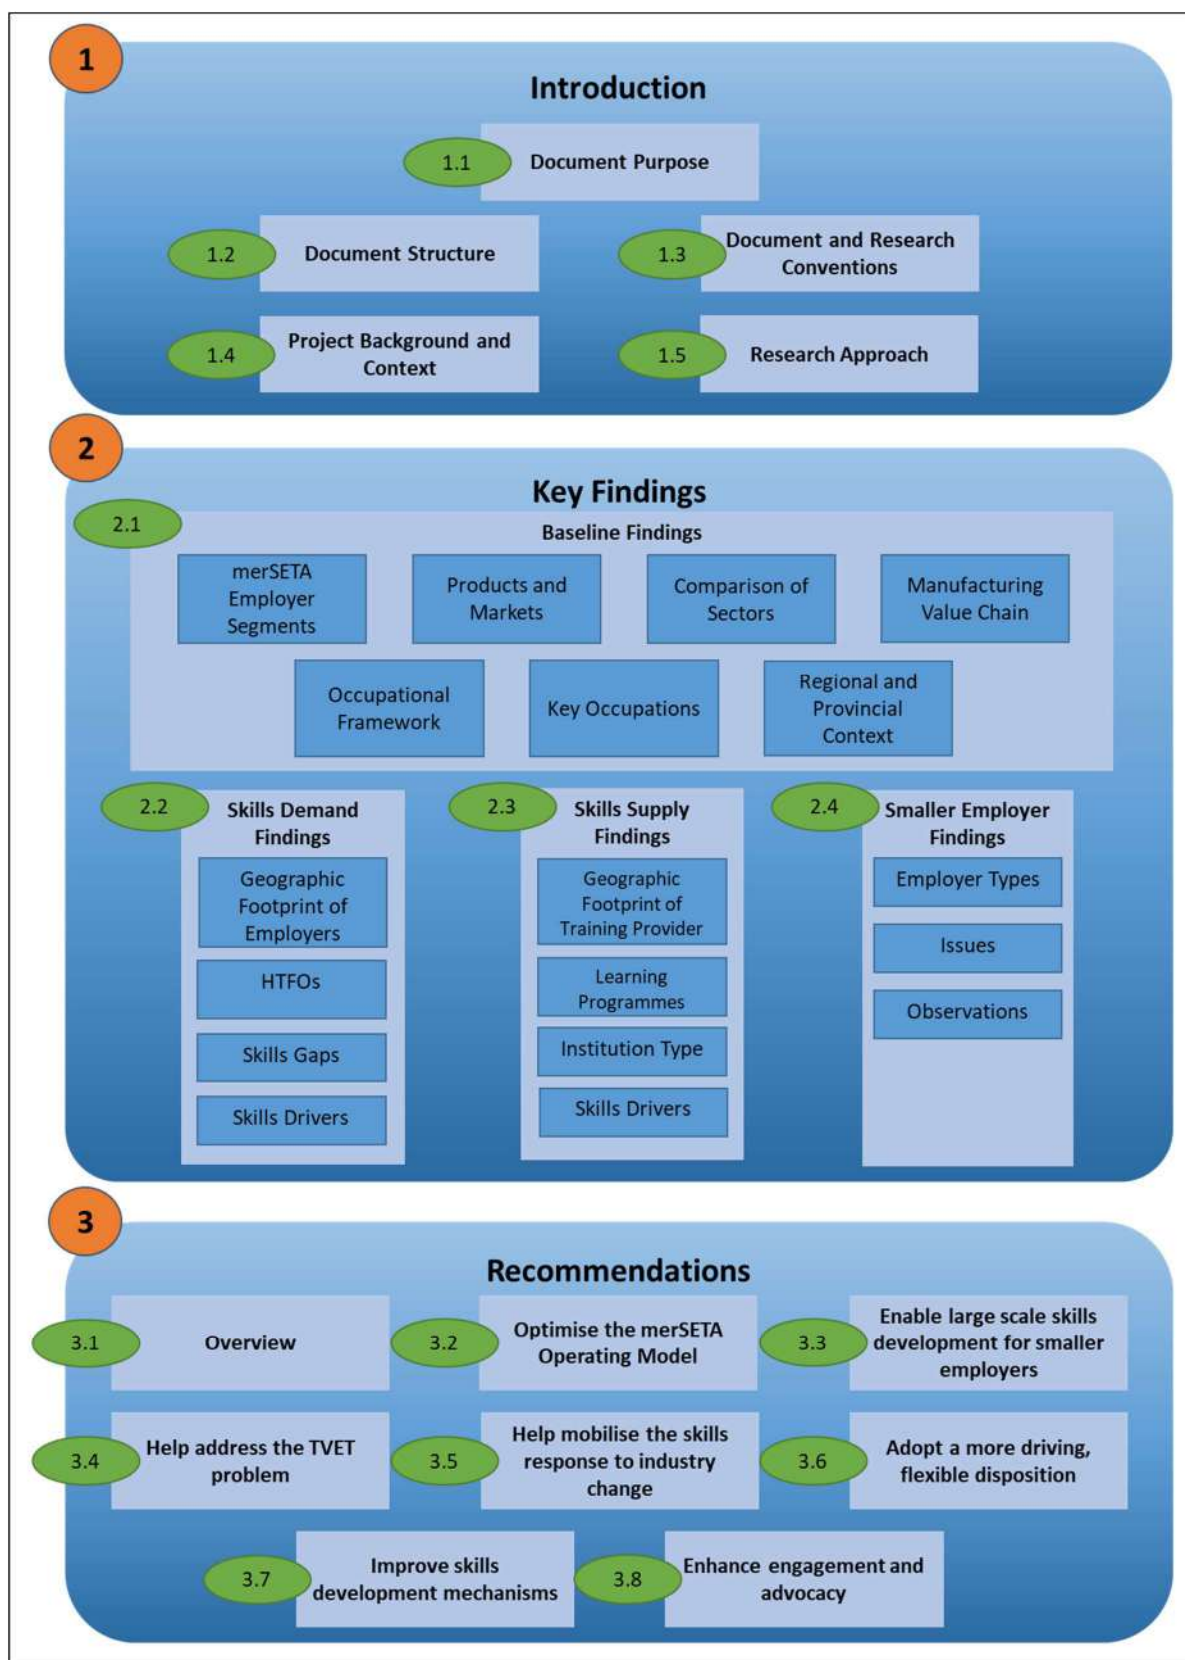 1
Introduction
1.1
Document Purpose
1.2
Document Structure
1.3
Document and Research
Conventions
1.4
Project Background and
Context
1.5
Research Approach
2
Key Findings
2.1
Baseline Findings
merSETA
Employer
Segments
Products and
Markets
Comparison of
Sectors
Manufacturing
Value Chain
Occupational
Framework
Key Occupations
Regional and
Provincial
Context
2.2
Skills Demand
Findings
Geographic
Footprint of
Employers
HTFOs
Skills Gaps
Skills Drivers
2.3
Skills Supply
Findings
Geographic
Footprint of
Training Provider
Learning
Programmes
Institution Type
Skills Drivers
2.4
Smaller Employer
Findings
Employer Types
Issues
Observations
3
Recommendations
3.1
Overview
3.2
Optimise the merSETA
Operating Model
3.3
Enable large scale skills
development for smaller
employers
3.4
Help address the TVET
problem
3.5
Help mobilise the skills
response to industry
change
3.6
Adopt a more driving,
flexible disposition
3.7
Improve skills
development mechanisms
3.8
Enhance engagement and
advocacy